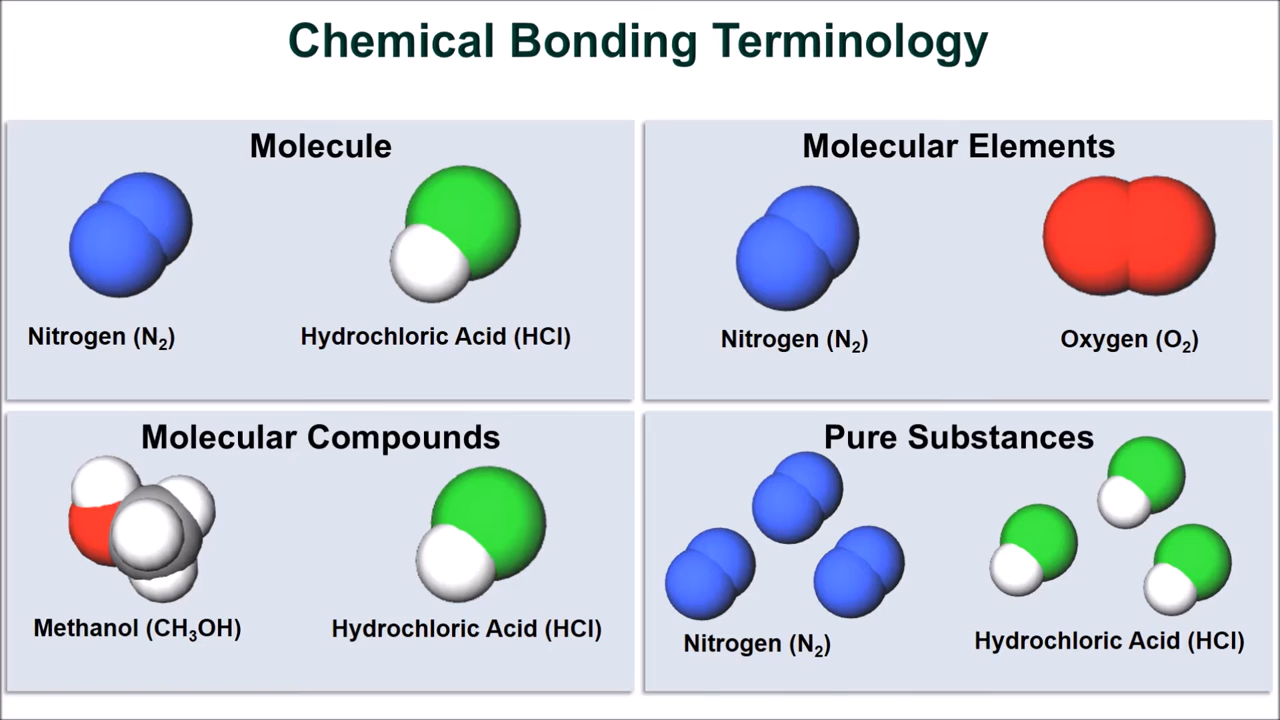 Chemical Bonding Terminology
Molecule
Nitrogen (N₂)
Hydrochloric Acid (HCl)
Molecular Elements
Nitrogen (N₂)
Oxygen (O₂)
Molecular Compounds
Methanol (CH₃OH)
Hydrochloric Acid (HCl)
Pure Substances
Nitrogen (N₂)
Hydrochloric Acid (HCl)